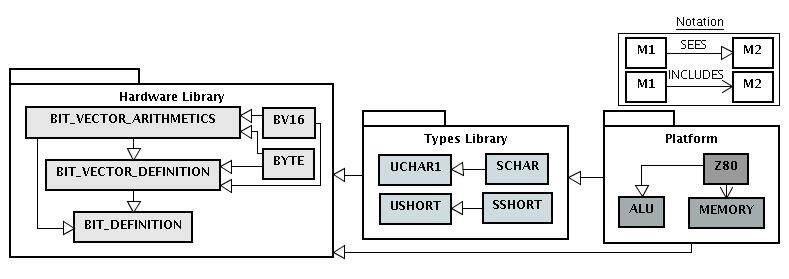 Notation
M1 SEES M2
M1 INCLUDES M2
Hardware Library
BIT_VECTOR_ARITHMETICS
BV16
BYTE
BIT_VECTOR_DEFINITION
BIT_DEFINITION
Types Library
UCHAR1 SCHAR
USHORT SSHORT
Platform
Z80
ALU MEMORY